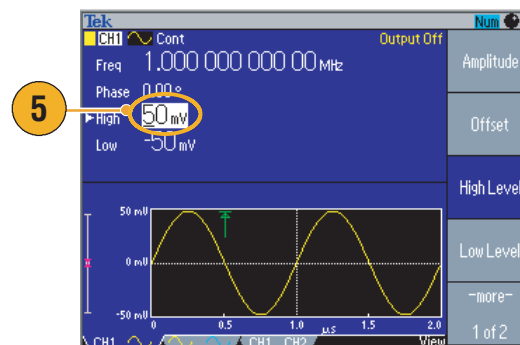 Tek
Num
CH1 Cont
Output Off
Freq 1.000 000 000 00 MHz
Phase 0.00 °
5
High 50 mV
Low -50 mV
Amplitude
Offset
High Level
Low Level
-more-
1 of 2
50 mV
0 mV
-50 mV
0 0.5 1.0 µs 1.5 2.0
CH1 CH1 CH2 View